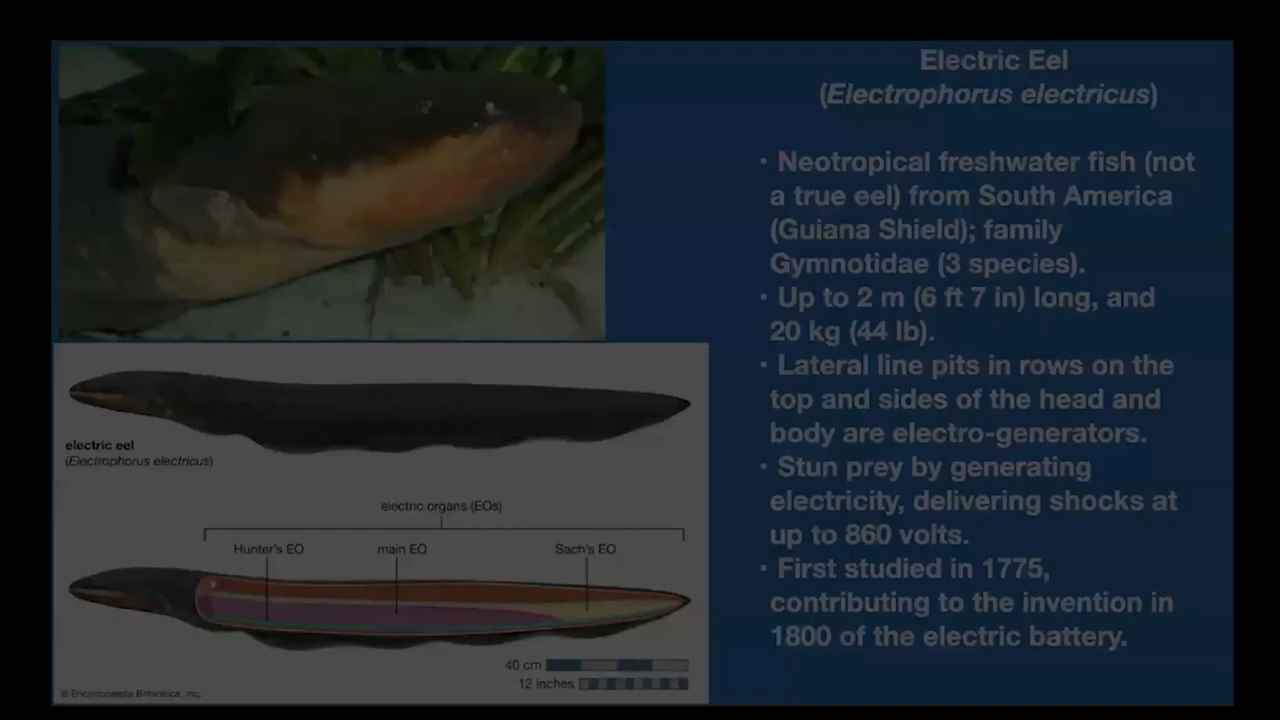 Electric Eel
(Electrophorus electricus)
• Neotropical freshwater fish (not
a true eel) from South America
(Guiana Shield); family
Gymnotidae (3 species).
• Up to 2 m (6 ft 7 in) long, and
20 kg (44 lb).
• Lateral line pits in rows on the
top and sides of the head and
body are electro-generators.
• Stun prey by generating
electricity, delivering shocks at
up to 860 volts.
• First studied in 1775,
contributing to the invention in
1800 of the electric battery.
electric eel
(Electrophorus electricus)
electric organs (EOs)
Hunter's EO main EO Sach's EO
40 cm
12 inches
© Encyclopædia Britannica, Inc.